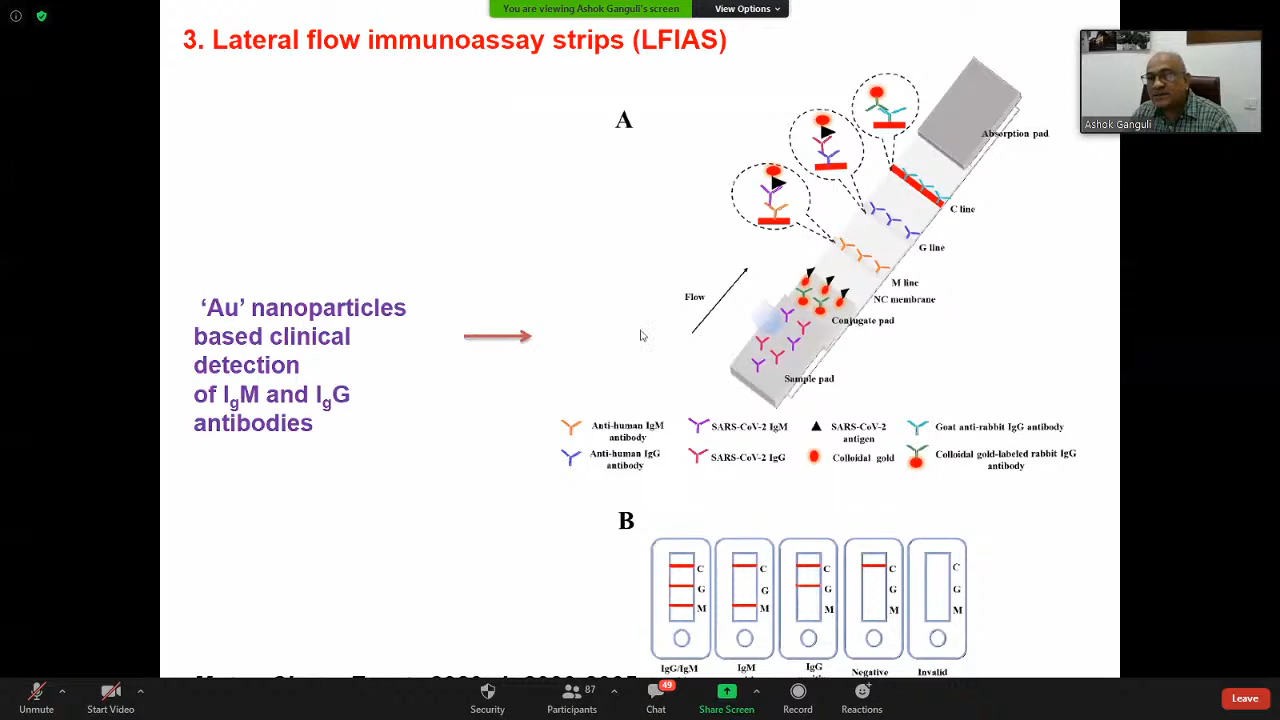 You are viewing Ashok Ganguli's screen
View Options
3. Lateral flow immunoassay strips (LFIAS)
Ashok Ganguli
A
Absorption pad
C line
G line
M line
NC membrane
Conjugate pad
Sample pad
Flow
‘Au’ nanoparticles
based clinical
detection
of IgM and IgG
antibodies
Anti-human IgM
antibody
SARS-CoV-2 IgM
SARS-CoV-2
antigen
Goat anti-rabbit IgG antibody
Anti-human IgG
antibody
SARS-CoV-2 IgG
Colloidal gold
Colloidal gold-labeled rabbit IgG
antibody
B
C
G
M
C
G
M
C
G
M
C
G
M
C
G
M
IgG/IgM
IgM
IgG
Negative
Invalid
Unmute
Start Video
Security
87
Participants
49
Chat
Share Screen
Record
Reactions
Leave